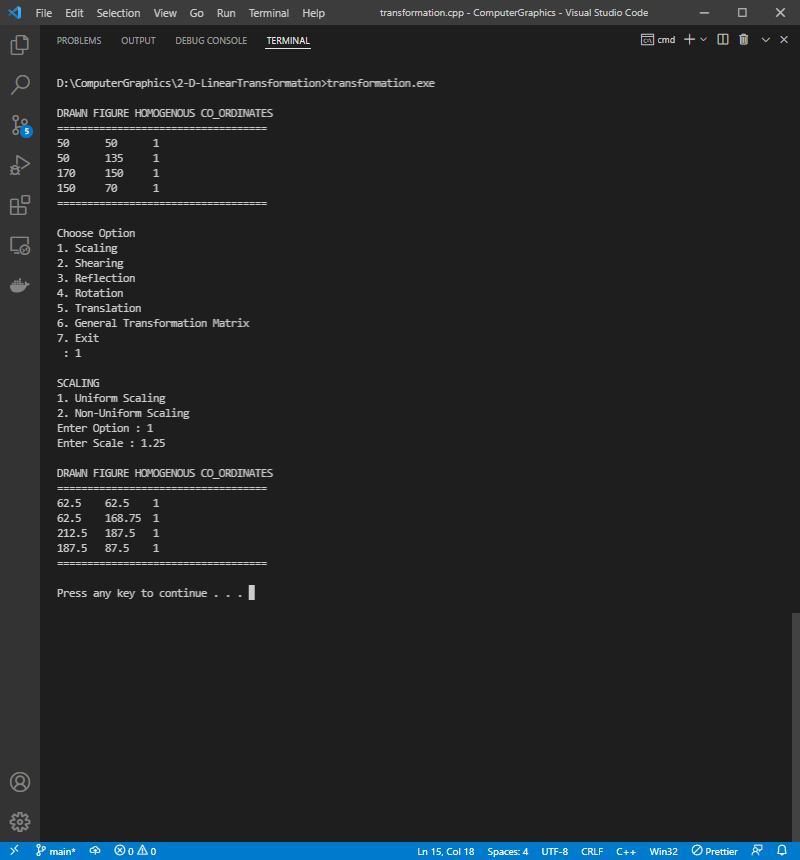 File Edit Selection View Go Run Terminal Help transformation.cpp - ComputerGraphics - Visual Studio Code
PROBLEMS OUTPUT DEBUG CONSOLE TERMINAL cmd
D:\ComputerGraphics\2-D-LinearTransformation>transformation.exe
DRAWN FIGURE HOMOGENOUS CO_ORDINATES
===================================
50 50 1
50 135 1
170 150 1
150 70 1
===================================
Choose Option
1. Scaling
2. Shearing
3. Reflection
4. Rotation
5. Translation
6. General Transformation Matrix
7. Exit
: 1
SCALING
1. Uniform Scaling
2. Non-Uniform Scaling
Enter Option : 1
Enter Scale : 1.25
DRAWN FIGURE HOMOGENOUS CO_ORDINATES
===================================
62.5 62.5 1
62.5 168.75 1
212.5 187.5 1
187.5 87.5 1
===================================
Press any key to continue . . .
5
main* 0 0 Ln 15, Col 18 Spaces: 4 UTF-8 CRLF C++ Win32 Prettier